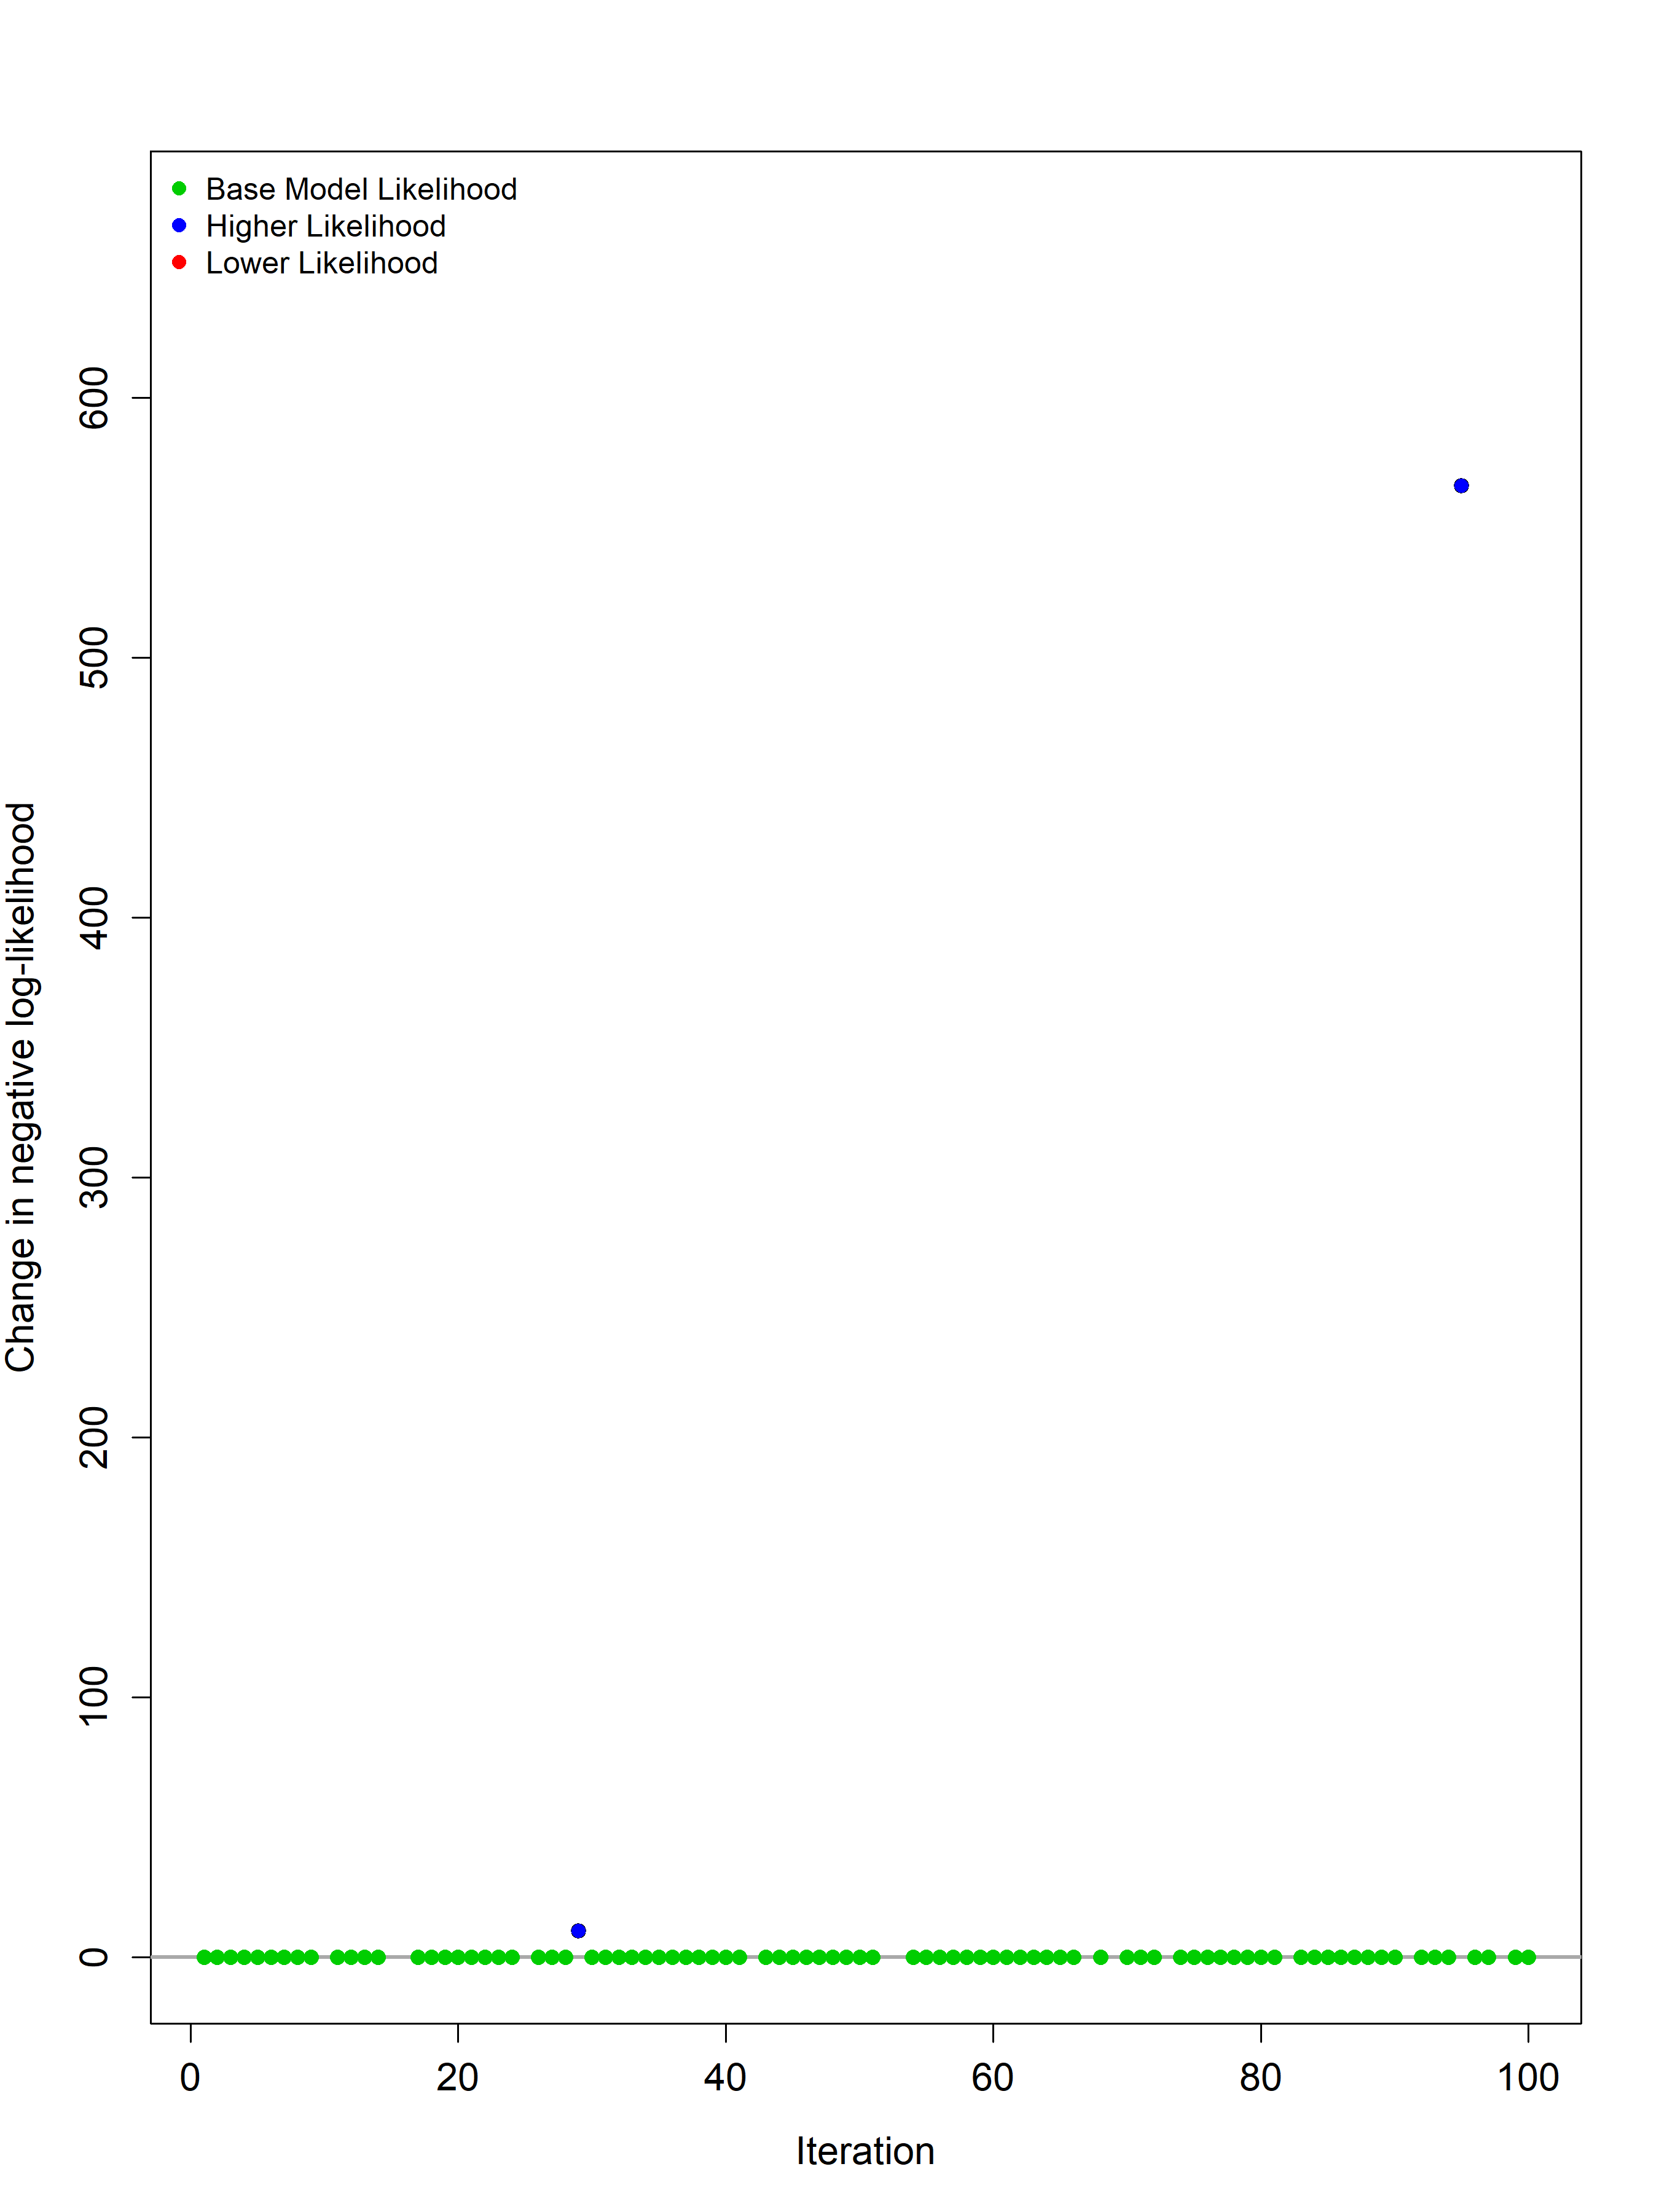 Base Model Likelihood
Higher Likelihood
Lower Likelihood
Change in negative log-likelihood
600
500
400
300
200
100
0
0 20 40 60 80 100
Iteration